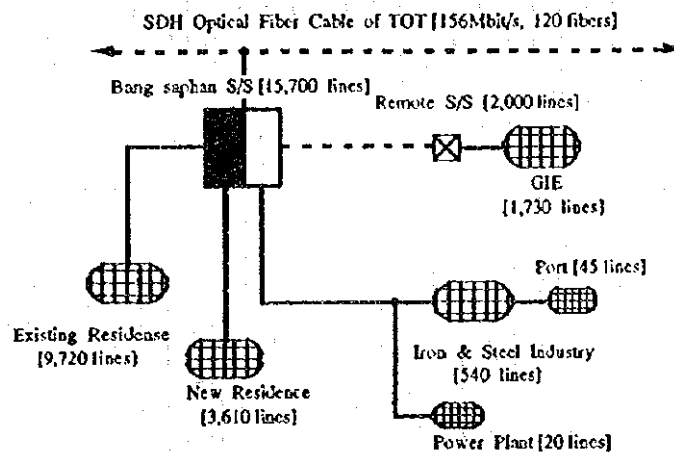 SDH Optical Fiber Cable of TOT [156Mbit/s, 120 fibers]
Bang saphan S/S [15,700 lines]
Remote S/S [2,000 lines]
GIE
[1,730 lines]
Port [45 lines]
Existing Residense
[9,720 lines]
Iron & Steel Industry
[540 lines]
New Residence
[3,610 lines]
Power Plant [20 lines]